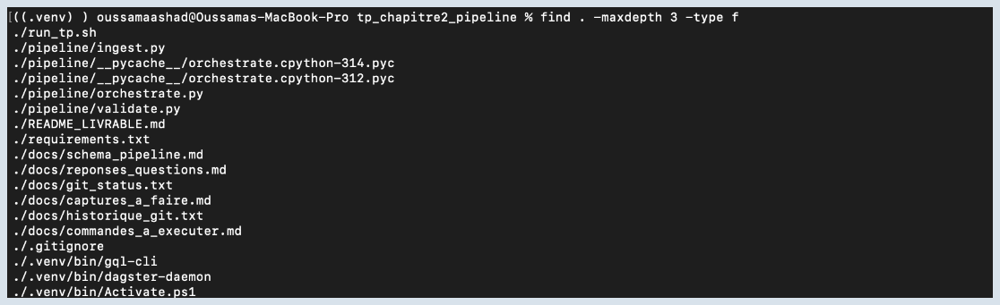 [((.venv) ) oussamaashad@Oussamas-MacBook-Pro tp_chapitre2_pipeline % find . -maxdepth 3 -type f
./run_tp.sh
./pipeline/ingest.py
./pipeline/__pycache__/orchestrate.cpython-314.pyc
./pipeline/__pycache__/orchestrate.cpython-312.pyc
./pipeline/orchestrate.py
./pipeline/validate.py
./README_LIVRABLE.md
./requirements.txt
./docs/schema_pipeline.md
./docs/reponses_questions.md
./docs/git_status.txt
./docs/captures_a_faire.md
./docs/historique_git.txt
./docs/commandes_a_executer.md
./.gitignore
./.venv/bin/gql-cli
./.venv/bin/dagster-daemon
./.venv/bin/Activate.ps1